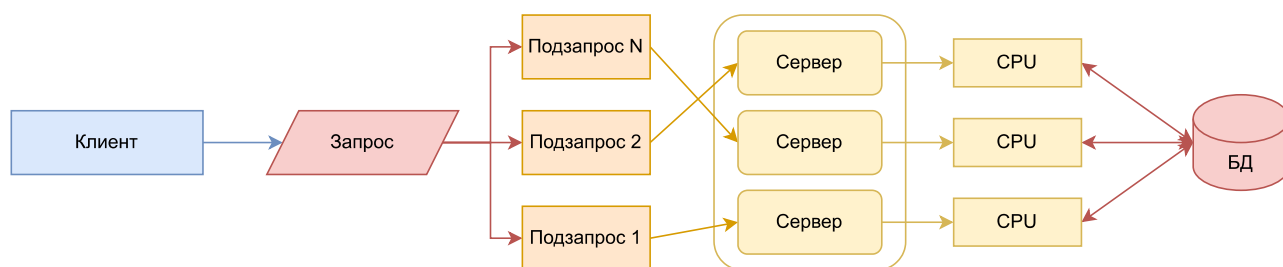 Клиент
Запрос
Подзапрос N
Подзапрос 2
Подзапрос 1
Сервер
Сервер
Сервер
CPU
CPU
CPU
БД